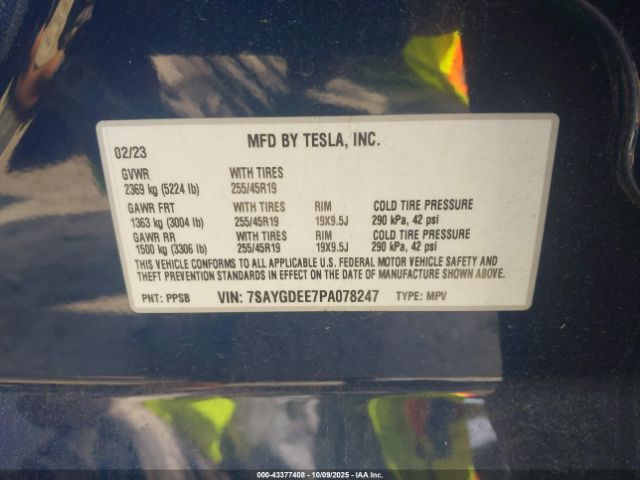 MFD BY TESLA, INC.
02/23
GVWR WITH TIRES
2369 kg (5224 lb) 255/45R19
GAWR FRT WITH TIRES RIM COLD TIRE PRESSURE
1363 kg (3004 lb) 255/45R19 19X9.5J 290 kPa, 42 psi
GAWR RR WITH TIRES RIM COLD TIRE PRESSURE
1500 kg (3306 lb) 255/45R19 19X9.5J 290 kPa, 42 psi
THIS VEHICLE CONFORMS TO ALL APPLICABLE U.S. FEDERAL MOTOR VEHICLE SAFETY AND
THEFT PREVENTION STANDARDS IN EFFECT ON THE DATE OF MANUFACTURE SHOWN ABOVE.
PNT: PPSB VIN: 7SAYGDEE7PA078247 TYPE: MPV
000-43377408 - 10/09/2025 - IAA Inc.